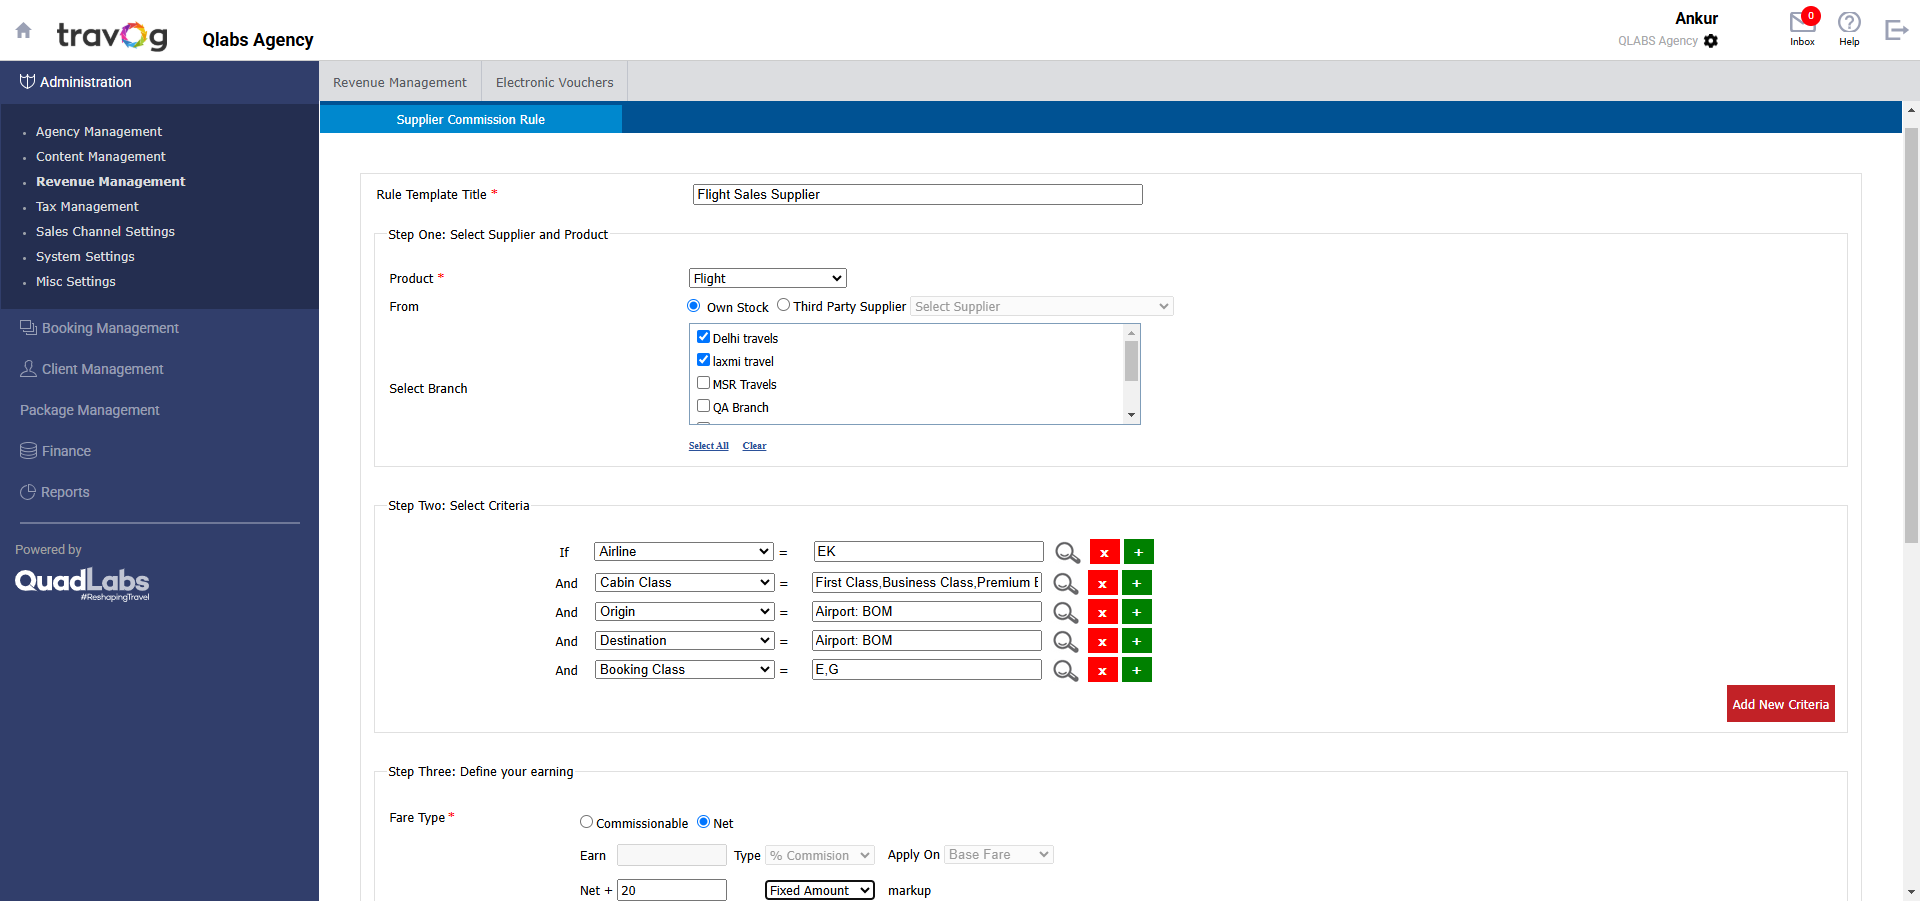 travog
Qlabs Agency
Ankur
QLABS Agency
0
Inbox
Help
Administration
Agency Management
Content Management
Revenue Management
Tax Management
Sales Channel Settings
System Settings
Misc Settings
Booking Management
Client Management
Package Management
Finance
Reports
Powered by
QuadLabs
#ReshapingTravel
Revenue Management
Electronic Vouchers
Supplier Commission Rule
Rule Template Title * Flight Sales Supplier
Step One: Select Supplier and Product
Product * Flight
From Own Stock Third Party Supplier Select Supplier
Select Branch
Delhi travels
laxmi travel
MSR Travels
QA Branch
Select All Clear
Step Two: Select Criteria
If Airline = EK x +
And Cabin Class = First Class,Business Class,Premium E x +
And Origin = Airport: BOM x +
And Destination = Airport: BOM x +
And Booking Class = E,G x +
Add New Criteria
Step Three: Define your earning
Fare Type * Commissionable Net
Earn Type % Commision Apply On Base Fare
Net + 20 Fixed Amount markup